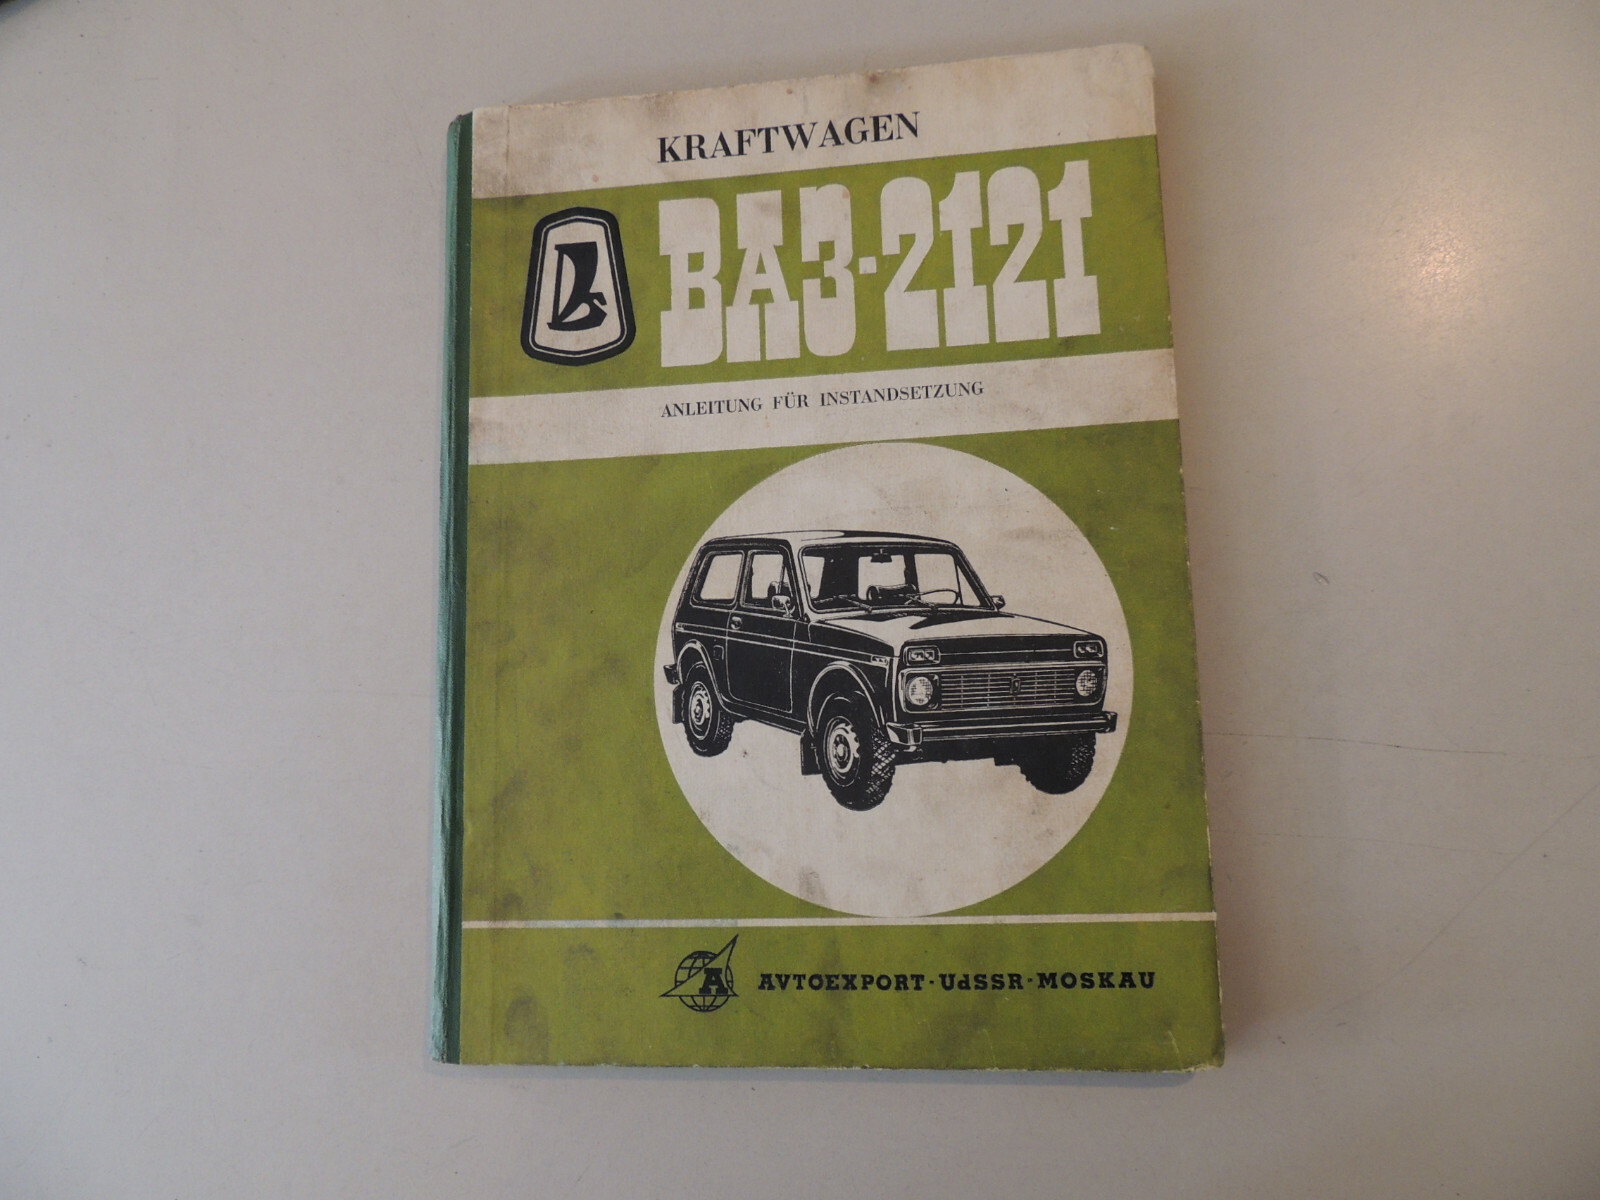 KRAFTWAGEN
ВАЗ-2121
ANLEITUNG FÜR INSTANDSETZUNG
A
AVTOEXPORT·UdSSR·MOSKAU